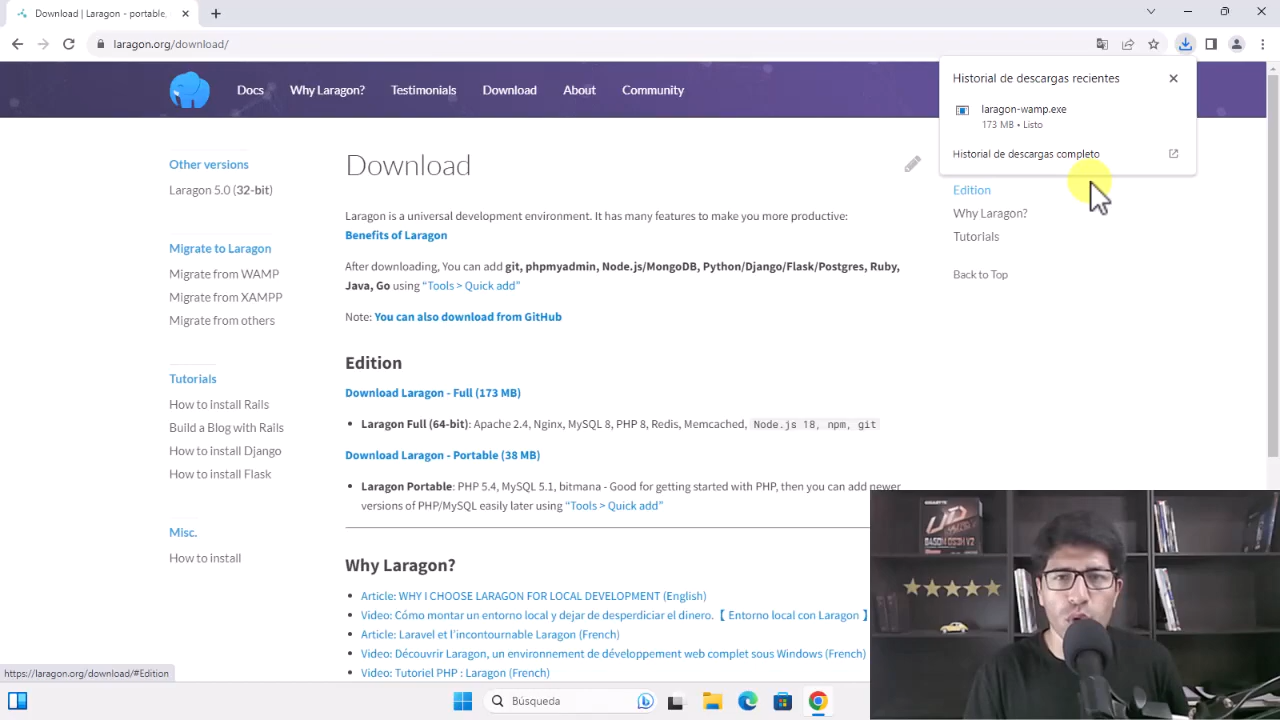 Download | Laragon - portable,
laragon.org/download/
Docs
Why Laragon?
Testimonials
Download
About
Community
Historial de descargas recientes
laragon-wamp.exe
173 MB • Listo
Historial de descargas completo
Other versions
Laragon 5.0 (32-bit)
Migrate to Laragon
Migrate from WAMP
Migrate from XAMPP
Migrate from others
Tutorials
How to install Rails
Build a Blog with Rails
How to install Django
How to install Flask
Misc.
How to install
Download
Laragon is a universal development environment. It has many features to make you more productive:
Benefits of Laragon
After downloading, You can add git, phpmyadmin, Node.js/MongoDB, Python/Django/Flask/Postgres, Ruby,
Java, Go using “Tools > Quick add”
Note: You can also download from GitHub
Edition
Download Laragon - Full (173 MB)
Laragon Full (64-bit): Apache 2.4, Nginx, MySQL 8, PHP 8, Redis, Memcached, Node.js 18, npm, git
Download Laragon - Portable (38 MB)
Laragon Portable: PHP 5.4, MySQL 5.1, bitmana - Good for getting started with PHP, then you can add newer
versions of PHP/MySQL easily later using “Tools > Quick add”
Why Laragon?
Article: WHY I CHOOSE LARAGON FOR LOCAL DEVELOPMENT (English)
Video: Cómo montar un entorno local y dejar de desperdiciar el dinero.【 Entorno local con Laragon 】
Article: Laravel et l’incontournable Laragon (French)
Video: Découvrir Laragon, un environnement de développement web complet sous Windows (French)
Video: Tutoriel PHP : Laragon (French)
Edition
Why Laragon?
Tutorials
Back to Top
GIGABYTE
UD
B450M DS3H V2
https://laragon.org/download/#Edition
Búsqueda